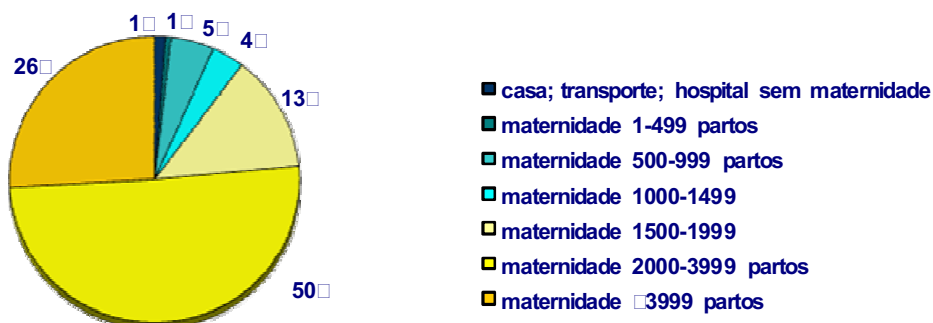 1□ 1□ 5□ 4□
26□
13□
50□
casa; transporte; hospital sem maternidade
maternidade 1-499 partos
maternidade 500-999 partos
maternidade 1000-1499
maternidade 1500-1999
maternidade 2000-3999 partos
maternidade □3999 partos